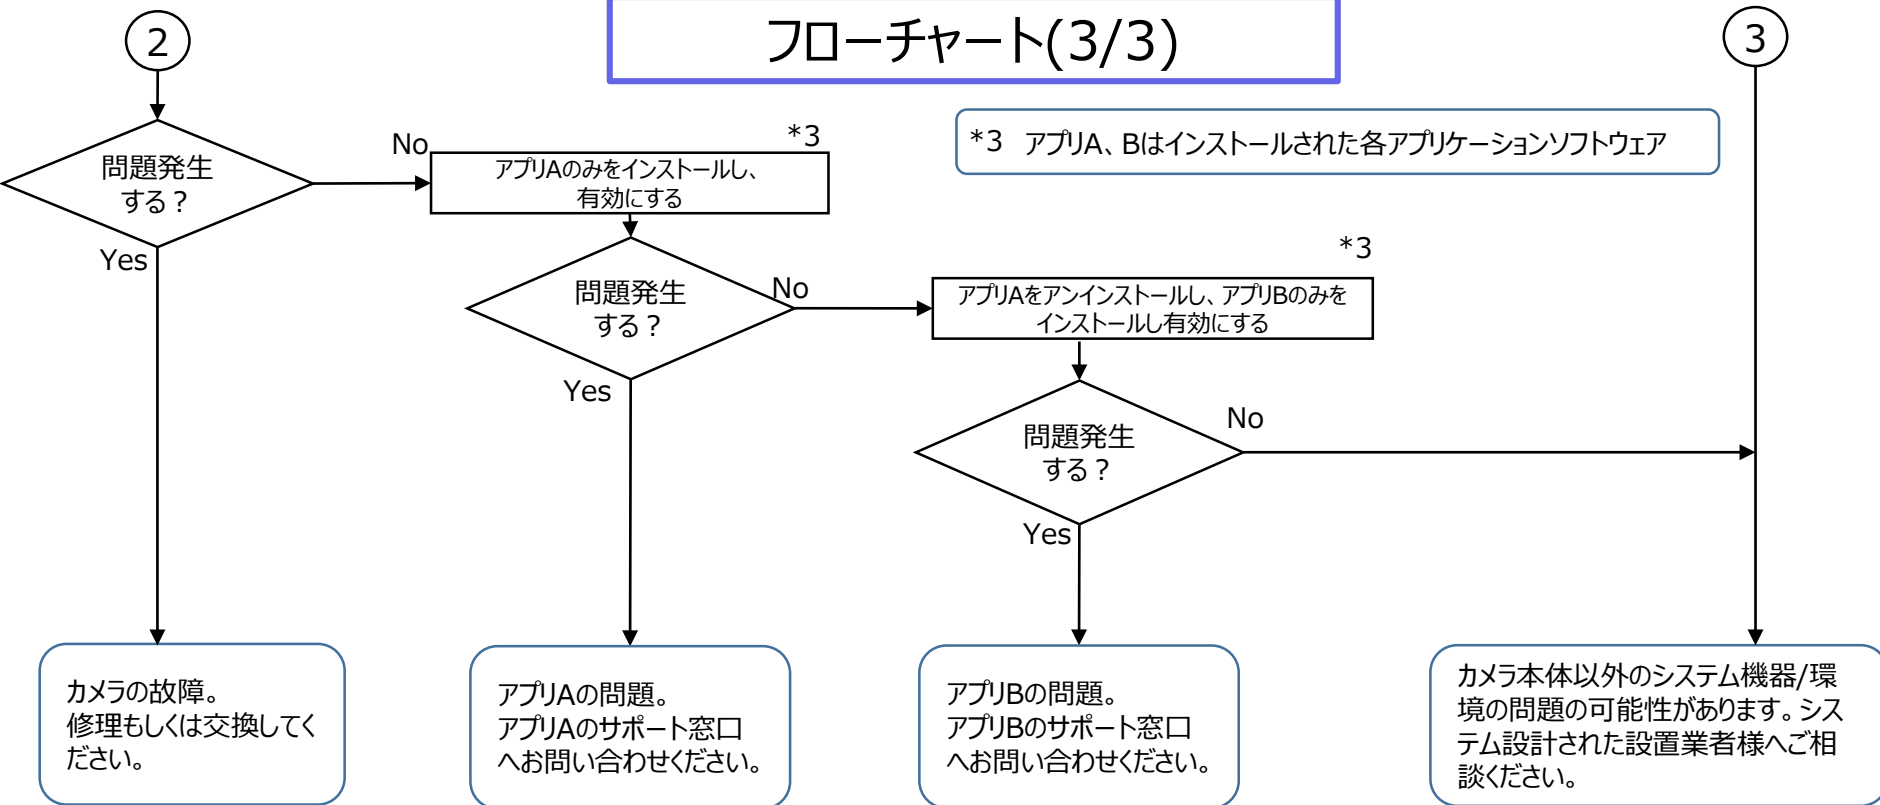 フローチャート(3/3)
2
3
*3 アプリA、Bはインストールされた各アプリケーションソフトウェア
問題発生
する？
No
Yes
*3
アプリAのみをインストールし、
有効にする
問題発生
する？
No
Yes
*3
アプリAをアンインストールし、アプリBのみを
インストールし有効にする
問題発生
する？
No
Yes
カメラの故障。
修理もしくは交換してく
ださい。
アプリAの問題。
アプリAのサポート窓口
へお問い合わせください。
アプリBの問題。
アプリBのサポート窓口
へお問い合わせください。
カメラ本体以外のシステム機器/環
境の問題の可能性があります。シス
テム設計された設置業者様へご相
談ください。